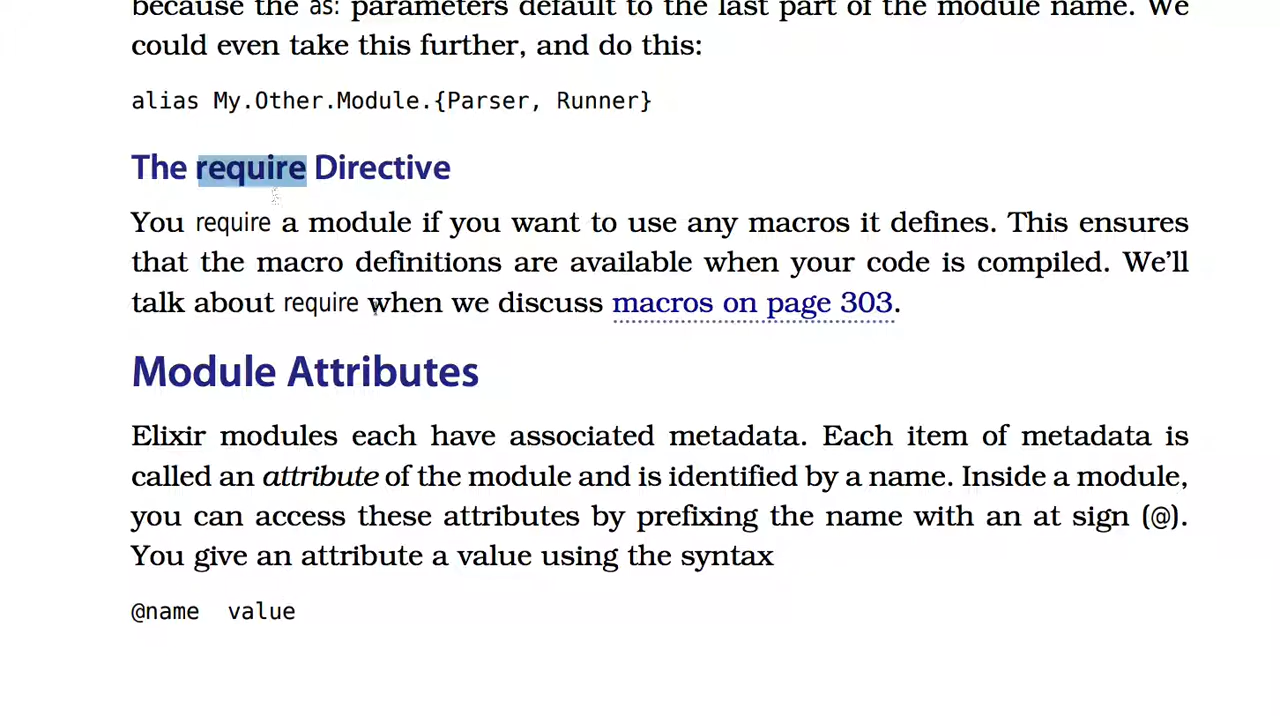 because the as: parameters default to the last part of the module name. We
could even take this further, and do this:
alias My.Other.Module.{Parser, Runner}
The require Directive
You require a module if you want to use any macros it defines. This ensures
that the macro definitions are available when your code is compiled. We'll
talk about require when we discuss macros on page 303.
Module Attributes
Elixir modules each have associated metadata. Each item of metadata is
called an attribute of the module and is identified by a name. Inside a module,
you can access these attributes by prefixing the name with an at sign (@).
You give an attribute a value using the syntax
@name  value